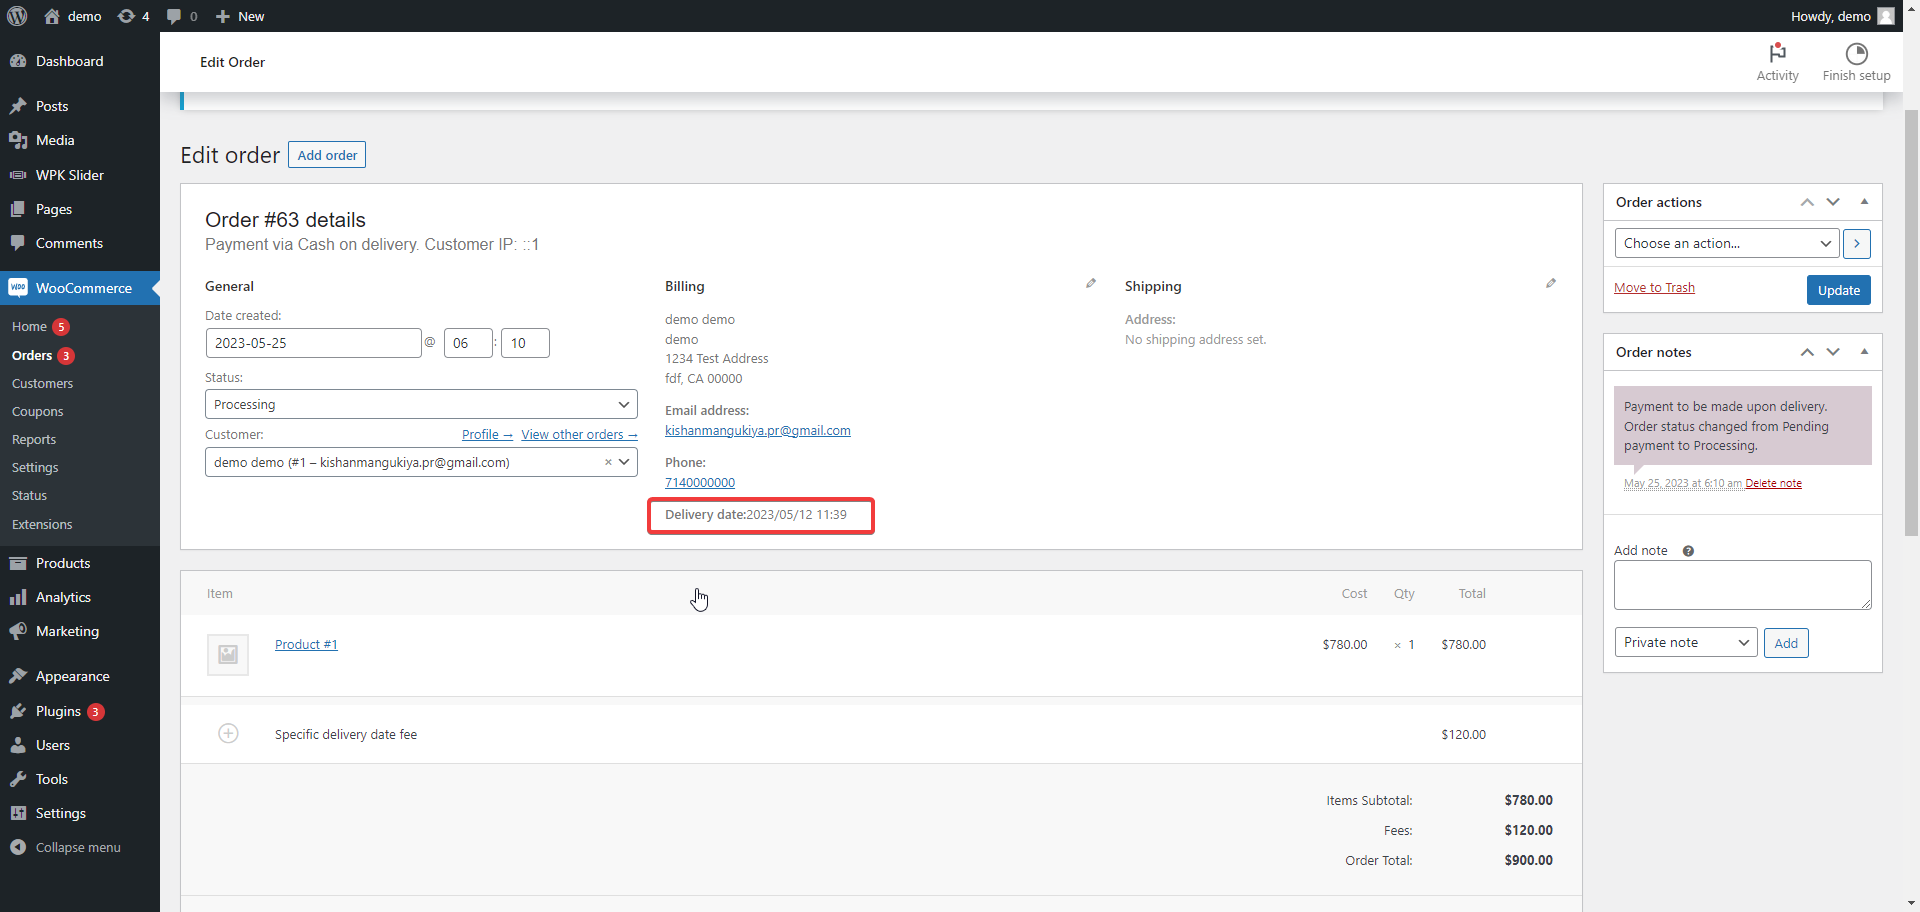 demo
4
0
New
Howdy, demo
Dashboard
Posts
Media
WPK Slider
Pages
Comments
WooCommerce
Home 5
Orders 3
Customers
Coupons
Reports
Settings
Status
Extensions
Products
Analytics
Marketing
Appearance
Plugins 3
Users
Tools
Settings
Collapse menu
Edit Order
Activity
Finish setup
Edit order
Add order
Order #63 details
Payment via Cash on delivery. Customer IP: ::1
General
Date created:
2023-05-25 @ 06 : 10
Status:
Processing
Customer: Profile → View other orders →
demo demo (#1 – kishanmangukiya.pr@gmail.com) ×
Billing
demo demo
demo
1234 Test Address
fdf, CA 00000
Email address:
kishanmangukiya.pr@gmail.com
Phone:
7140000000
Delivery date:2023/05/12 11:39
Shipping
Address:
No shipping address set.
Item Cost Qty Total
Product #1 $780.00 × 1 $780.00
Specific delivery date fee $120.00
Items Subtotal: $780.00
Fees: $120.00
Order Total: $900.00
Order actions
Choose an action...
Move to Trash
Update
Order notes
Payment to be made upon delivery.
Order status changed from Pending
payment to Processing.
May 25, 2023 at 6:10 am Delete note
Add note ?
Private note
Add